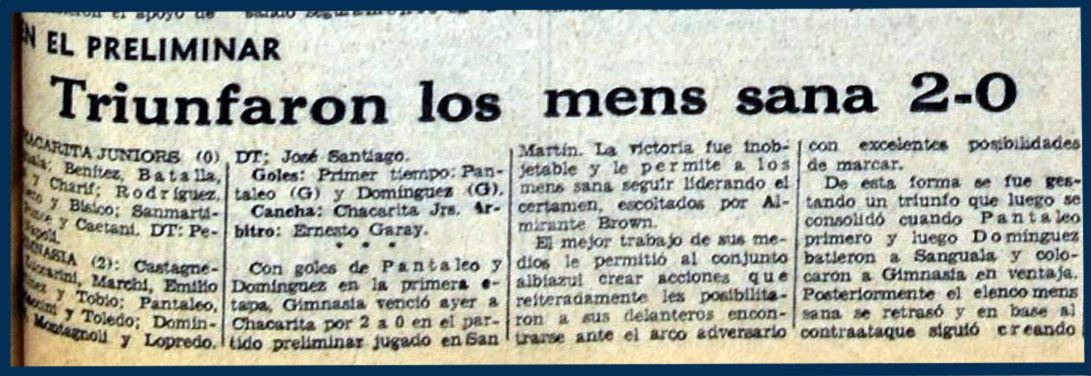 EN EL PRELIMINAR
Triunfaron los mens sana 2-0
ACARITA JUNIORS (0)
Benítez, Batalla,
y Charif; Rodríguez,
y Bisico; Sanmarti-
y Caetani. DT: Pe-
(2): Castagne-
Marchi, Emilio
y Tobio; Pantaleo,
y Toledo; Domín-
Montagnoli y Lopredo.
DT; José Santiago.
Goles: Primer tiempo: Pan-
taleo (G) y Domínguez (G).
Cancha: Chacarita Jrs. Ar-
bitro: Ernesto Garay.
* * *
Con goles de Pantaleo y
Domínguez en la primera e-
tapa, Gimnasia venció ayer a
Chacarita por 2 a 0 en el par-
tido preliminar jugado en San
Martín. La victoria fue inob-
jetable y le permite a los
mens sana seguir liderando el
certamen, escoltados por Al-
mirante Brown.
El mejor trabajo de sus me-
dios le permitió al conjunto
albiazul crear acciones que
reiteradamente les posibilita-
ron a sus delanteros encon-
trarse ante el arco adversario
con excelentes posibilidades
de marcar.
De esta forma se fue ges-
tando un triunfo que luego se
consolidó cuando Pantaleo
primero y luego Domínguez
batieron a Sanguala y colo-
caron a Gimnasia en ventaja.
Posteriormente el elenco mens
sana se retrasó y en base al
contraataque siguió creando